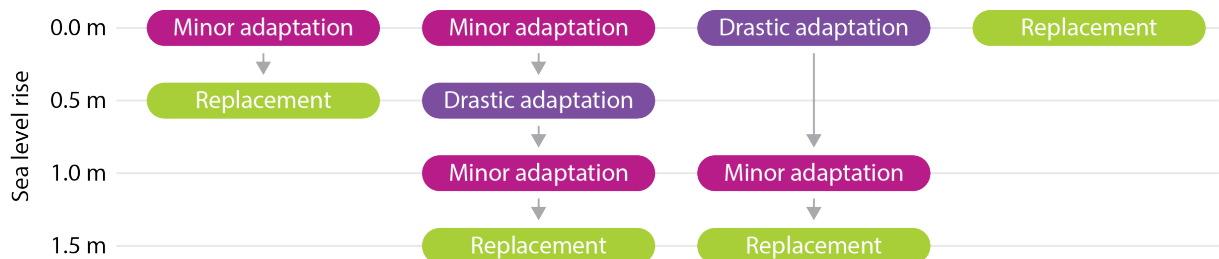 Sea level rise
0.0 m Minor adaptation Minor adaptation Drastic adaptation Replacement
0.5 m Replacement Drastic adaptation
1.0 m Minor adaptation Minor adaptation
1.5 m Replacement Replacement